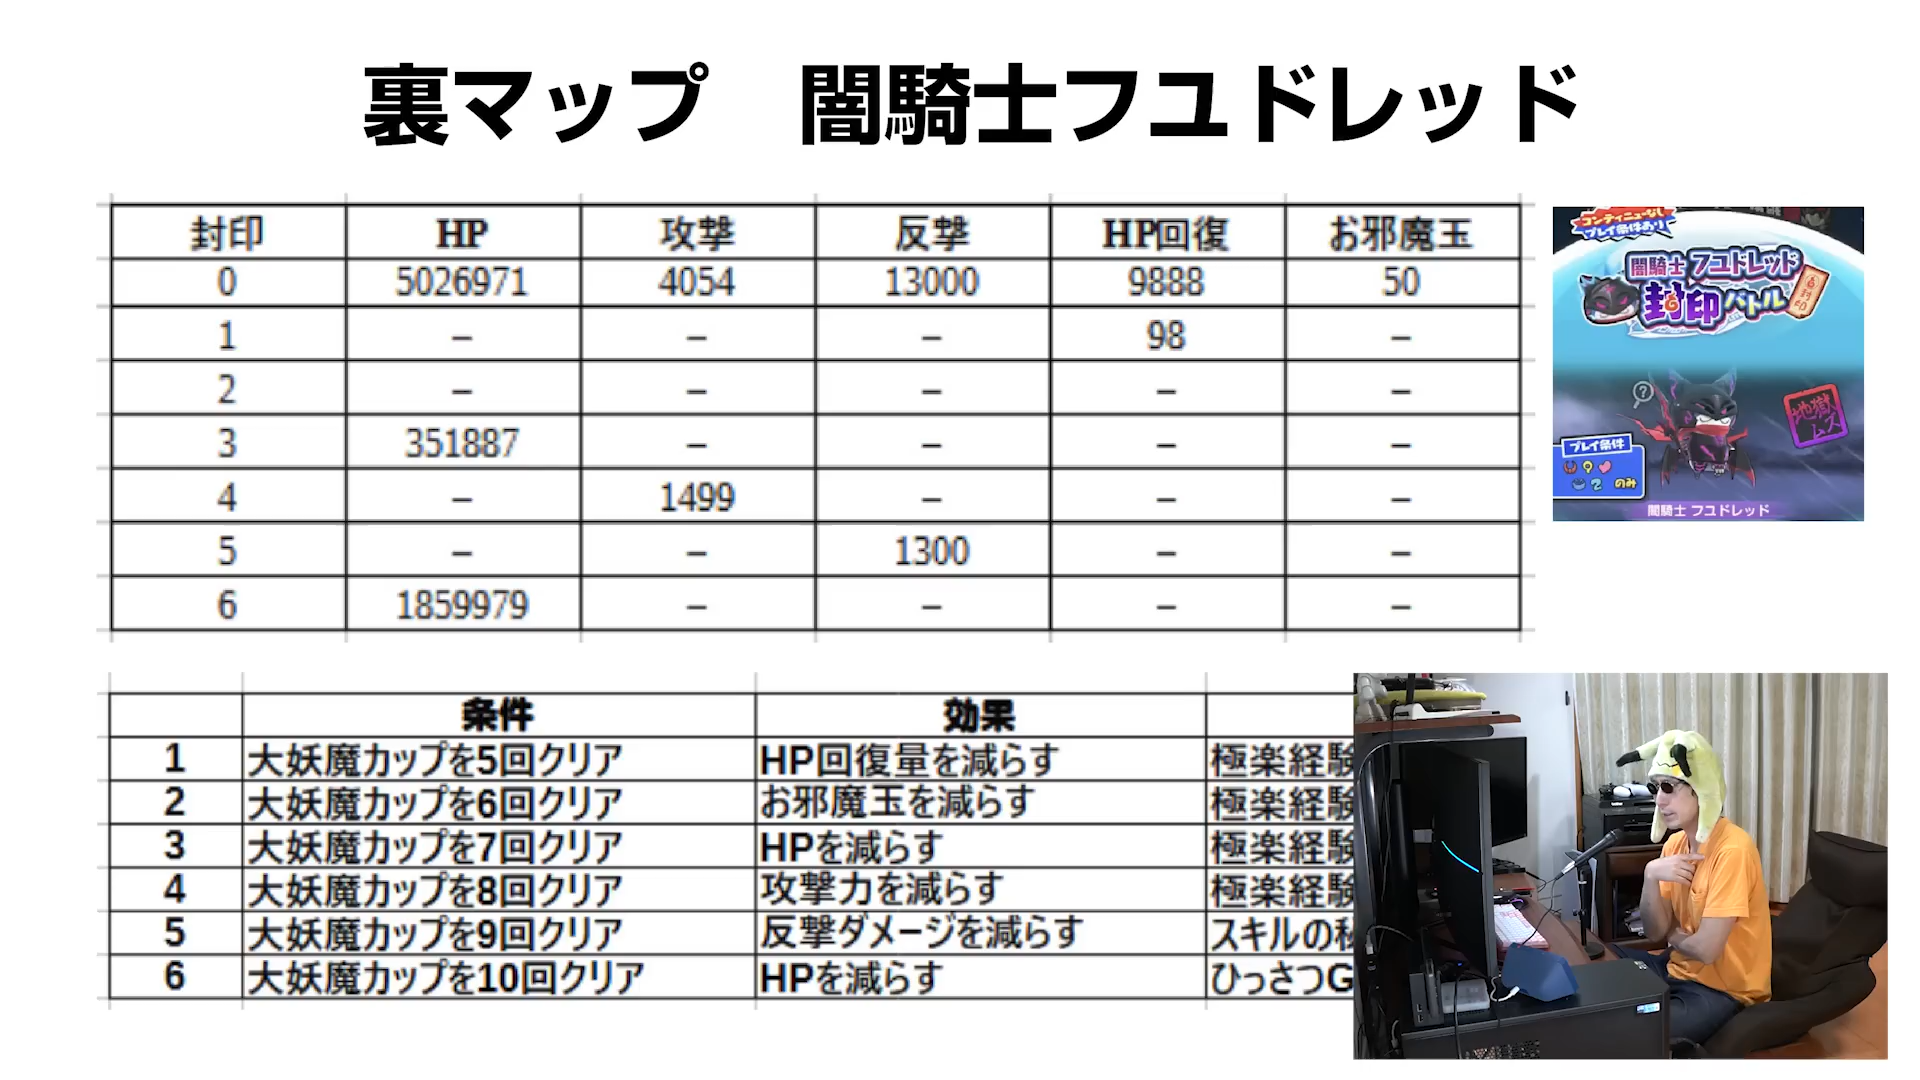 裏マップ　闇騎士フユドレッド
封印 HP 攻撃 反撃 HP回復 お邪魔玉
0 5026971 4054 13000 9888 50
1 – – – 98 –
2 – – – – –
3 351887 – – – –
4 – 1499 – – –
5 – – 1300 – –
6 1859979 – – – –
コンティニューなし
プレイ条件あり
闇騎士 フユドレッド
封印バトル
地獄
ムズ
プレイ条件
のみ
闇騎士 フユドレッド
条件 効果
1 大妖魔カップを5回クリア HP回復量を減らす 極楽経験
2 大妖魔カップを6回クリア お邪魔玉を減らす 極楽経験
3 大妖魔カップを7回クリア HPを減らす 極楽経験
4 大妖魔カップを8回クリア 攻撃力を減らす 極楽経験
5 大妖魔カップを9回クリア 反撃ダメージを減らす スキルの秘
6 大妖魔カップを10回クリア HPを減らす ひっさつG